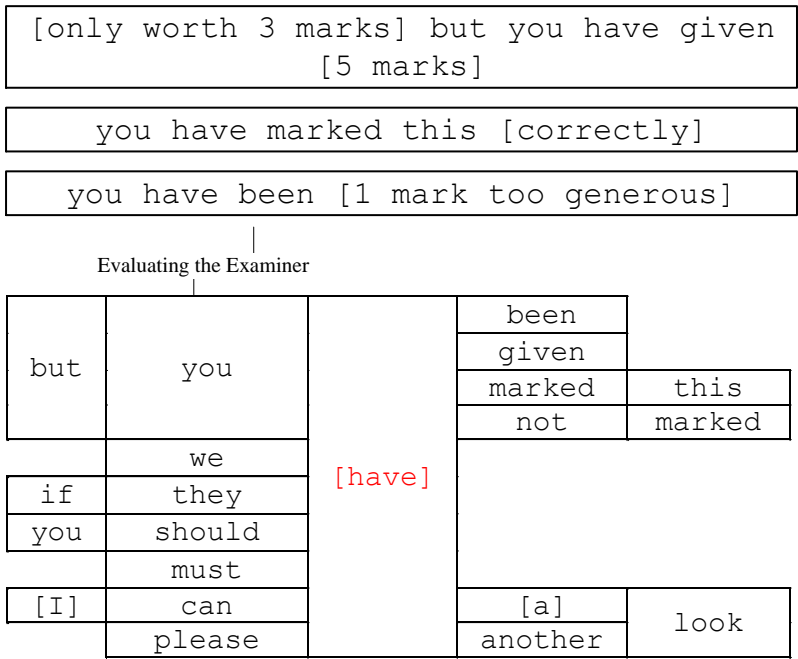 [only worth 3 marks] but you have given
[5 marks]
you have marked this [correctly]
you have been [1 mark too generous]
Evaluating the Examiner
but you [have] been
given
marked this
not marked
we
if they
you should
must
[I] can [a] look
please another